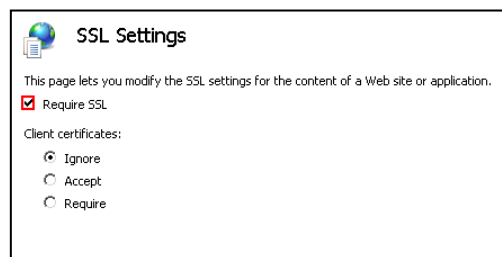 SSL Settings
This page lets you modify the SSL settings for the content of a Web site or application.
Require SSL
Client certificates:
Ignore
Accept
Require